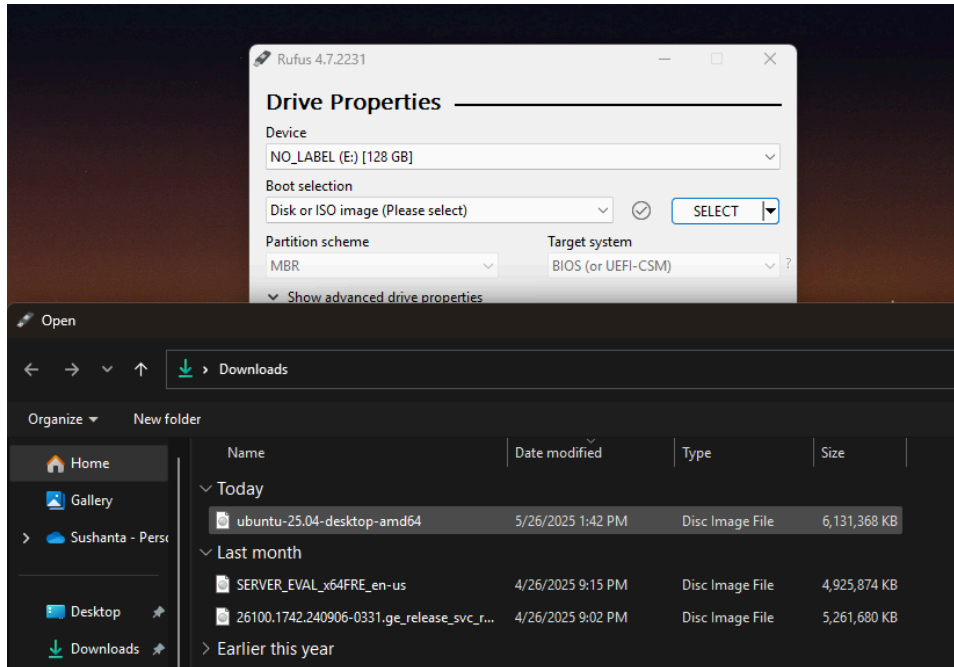 Rufus 4.7.2231
Drive Properties
Device
NO_LABEL (E:) [128 GB]
Boot selection
Disk or ISO image (Please select)
SELECT
Partition scheme
Target system
MBR
BIOS (or UEFI-CSM)
?
Show advanced drive properties
Open
Downloads
Organize
New folder
Home
Gallery
Sushanta - Perso
Desktop
Downloads
Name Date modified Type Size
Today
ubuntu-25.04-desktop-amd64 5/26/2025 1:42 PM Disc Image File 6,131,368 KB
Last month
SERVER_EVAL_x64FRE_en-us 4/26/2025 9:15 PM Disc Image File 4,925,874 KB
26100.1742.240906-0331.ge_release_svc_r... 4/26/2025 9:02 PM Disc Image File 5,261,680 KB
Earlier this year